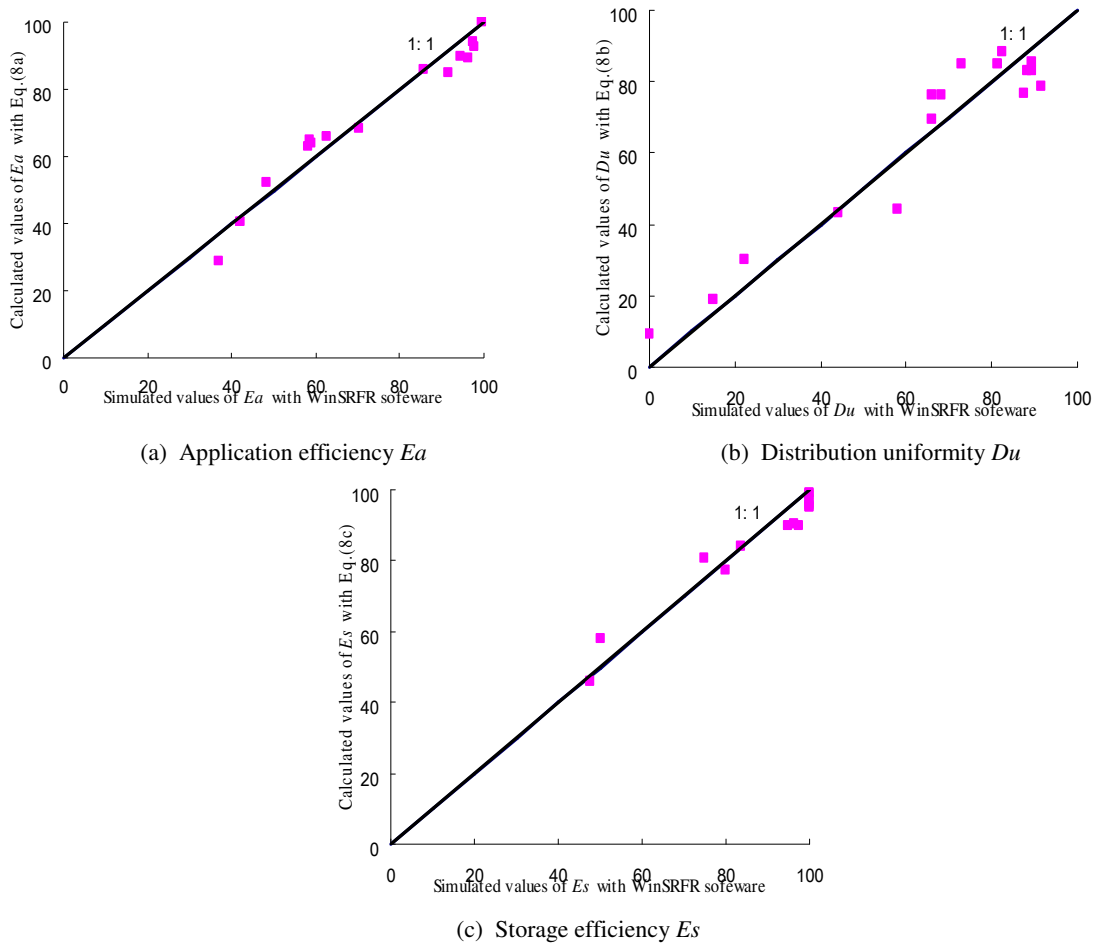 100
80
60
40
20
0
Calculated values of Ea with Eq.(8a)
1: 1
0 20 40 60 80 100
Simulated values of Ea with WinSRFR sofeware
(a) Application efficiency Ea
100
80
60
40
20
0
Calculated values of Du with Eq.(8b)
1: 1
0 20 40 60 80 100
Simulated values of Du with WinSRFR sofeware
(b) Distribution uniformity Du
100
80
60
40
20
0
Calculated values of Es with Eq.(8c)
1: 1
0 20 40 60 80 100
Simulated values of Es with WinSRFR sofeware
(c) Storage efficiency Es